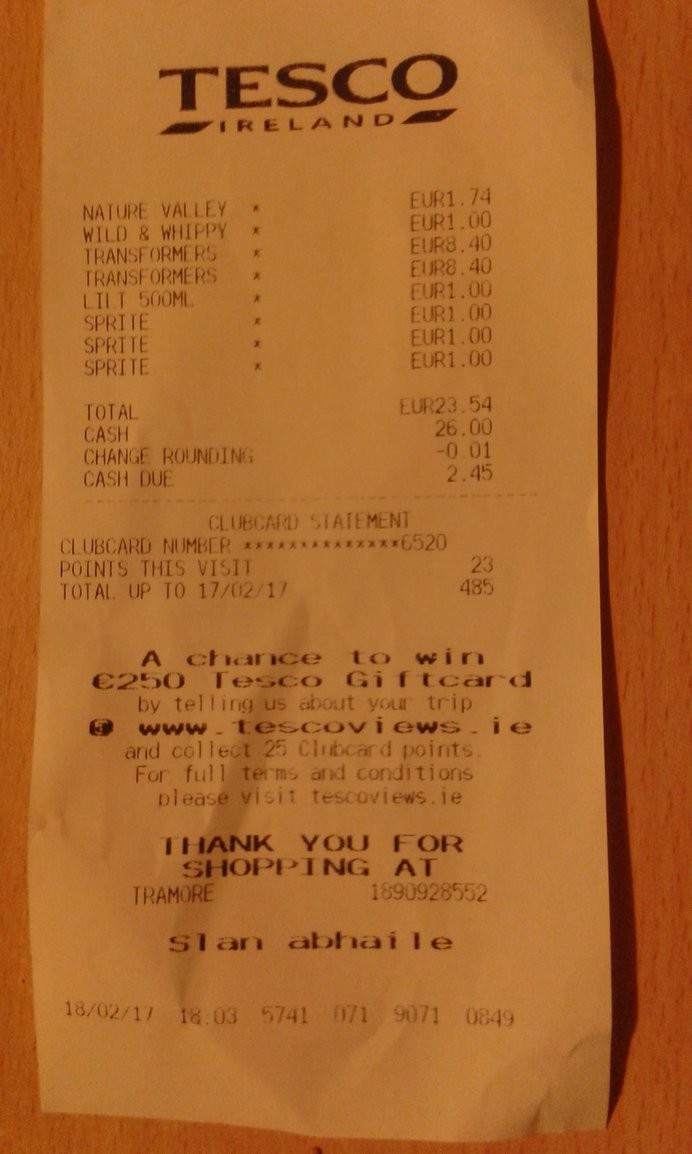 TESCO
IRELAND
NATURE VALLEY * EUR1.74
WILD & WHIPPY * EUR1.00
TRANSFORMERS * EUR8.40
TRANSFORMERS * EUR8.40
LILT 500ML * EUR1.00
SPRITE * EUR1.00
SPRITE * EUR1.00
SPRITE * EUR1.00
TOTAL EUR23.54
CASH 26.00
CHANGE ROUNDING -0.01
CASH DUE 2.45
CLUBCARD STATEMENT
CLUBCARD NUMBER **************6520
POINTS THIS VISIT 23
TOTAL UP TO 17/02/17 485
A chance to win
€250 Tesco Giftcard
by telling us about your trip
@ www.tescoviews.ie
and collect 25 Clubcard points.
For full terms and conditions
please visit tescoviews.ie
THANK YOU FOR
SHOPPING AT
TRAMORE 1890928552
Slan abhaile
18/02/17 18:03 5741 071 9071 0849